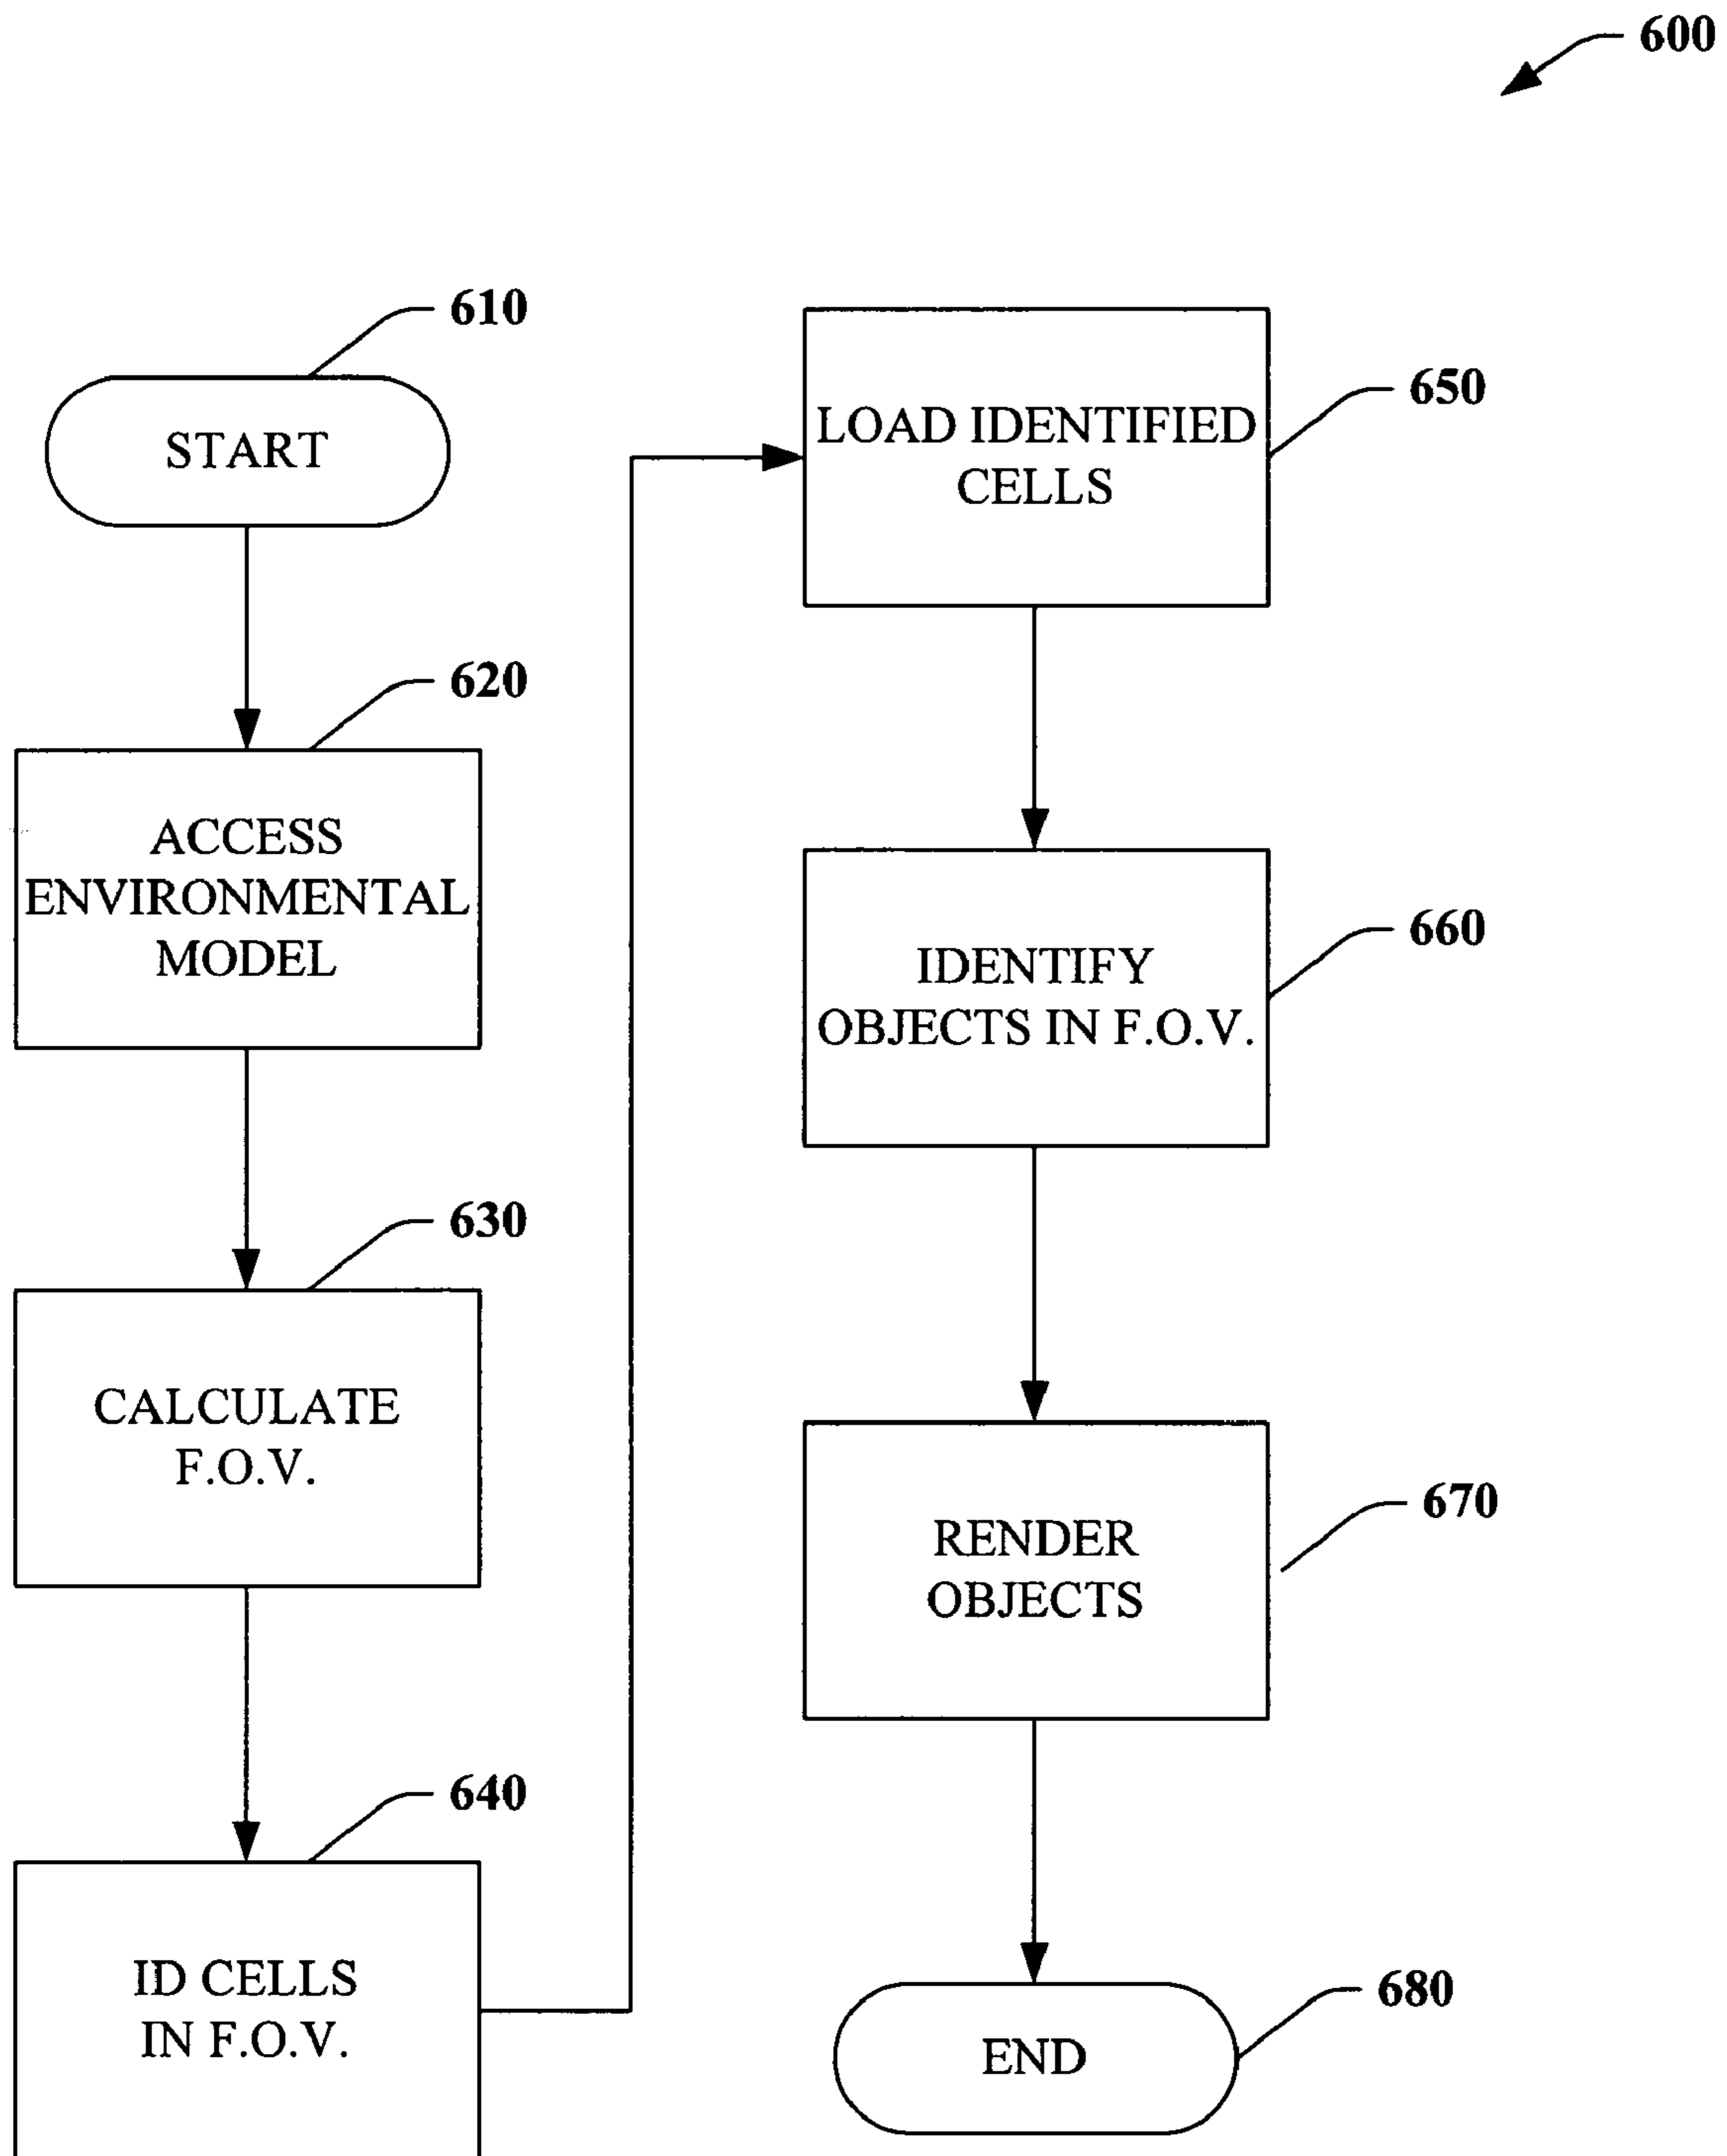 600
610
START
620
ACCESS
ENVIRONMENTAL
MODEL
630
CALCULATE
F.O.V.
640
ID CELLS
IN F.O.V.
650
LOAD IDENTIFIED
CELLS
660
IDENTIFY
OBJECTS IN F.O.V.
670
RENDER
OBJECTS
680
END